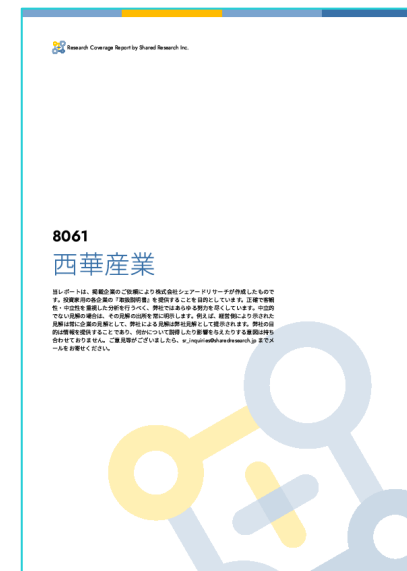 Research Coverage Report by Shared Research Inc.
8061
西華産業
当レポートは、掲載企業のご依頼により株式会社シェアードリサーチが作成したもので
す。投資家用の各企業の『取扱説明書』を提供することを目的としています。正確で客観
性・中立性を重視した分析を行うべく、弊社ではあらゆる努力を尽くしています。中立的
でない見解の場合は、その見解の出所を常に明示します。例えば、経営側により示された
見解は常に企業の見解として、弊社による見解は弊社見解として提示されます。弊社の目
的は情報を提供することであり、何かについて説得したり影響を与えたりする意図は持ち
合わせておりません。ご意見等がございましたら、sr_inquiries@sharedresearch.jp までメ
ールをお寄せください。